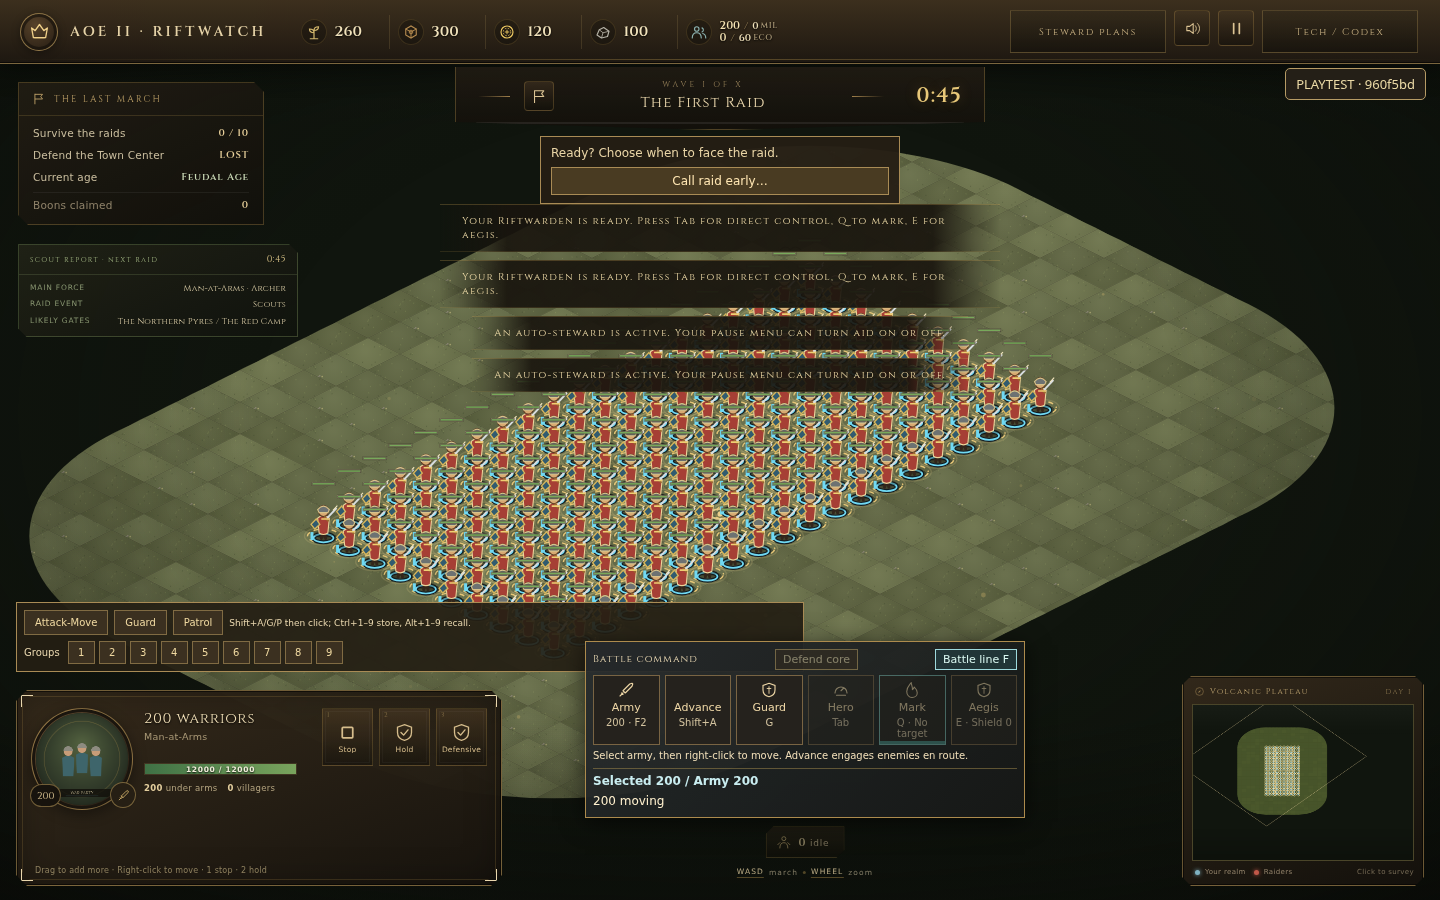 AOE II · RIFTWATCH
260
300
120
100
200 / 0 MIL
0 / 60 ECO
STEWARD PLANS
TECH / CODEX
PLAYTEST · 960f5bd
THE LAST MARCH
Survive the raids 0 / 10
Defend the Town Center LOST
Current age FEUDAL AGE
Boons claimed 0
WAVE I OF X
THE FIRST RAID
0:45
Ready? Choose when to face the raid.
Call raid early...
YOUR RIFTWARDEN IS READY. PRESS TAB FOR DIRECT CONTROL, Q TO MARK, E FOR
AEGIS.
YOUR RIFTWARDEN IS READY. PRESS TAB FOR DIRECT CONTROL, Q TO MARK, E FOR
AEGIS.
AN AUTO-STEWARD IS ACTIVE. YOUR PAUSE MENU CAN TURN AID ON OR OFF.
AN AUTO-STEWARD IS ACTIVE. YOUR PAUSE MENU CAN TURN AID ON OR OFF.
SCOUT REPORT · NEXT RAID 0:45
MAIN FORCE MAN-AT-ARMS · ARCHER
RAID EVENT SCOUTS
LIKELY GATES THE NORTHERN PYRES / THE RED CAMP
Attack-Move Guard Patrol Shift+A/G/P then click; Ctrl+1–9 store, Alt+1–9 recall.
Groups 1 2 3 4 5 6 7 8 9
200 WARRIORS
Man-at-Arms
12000 / 12000
200 under arms 0 villagers
200
WAR PARTY
1 2 3
Stop Hold Defensive
Drag to add more · Right-click to move · 1 stop · 2 hold
BATTLE COMMAND Defend core Battle line F
Army Advance Guard Hero Mark Aegis
200 · F2 Shift+A G Tab Q · No target E · Shield 0
Select army, then right-click to move. Advance engages enemies en route.
Selected 200 / Army 200
200 moving
0 idle
WASD march • WHEEL zoom
VOLCANIC PLATEAU DAY 1
Your realm Raiders Click to survey